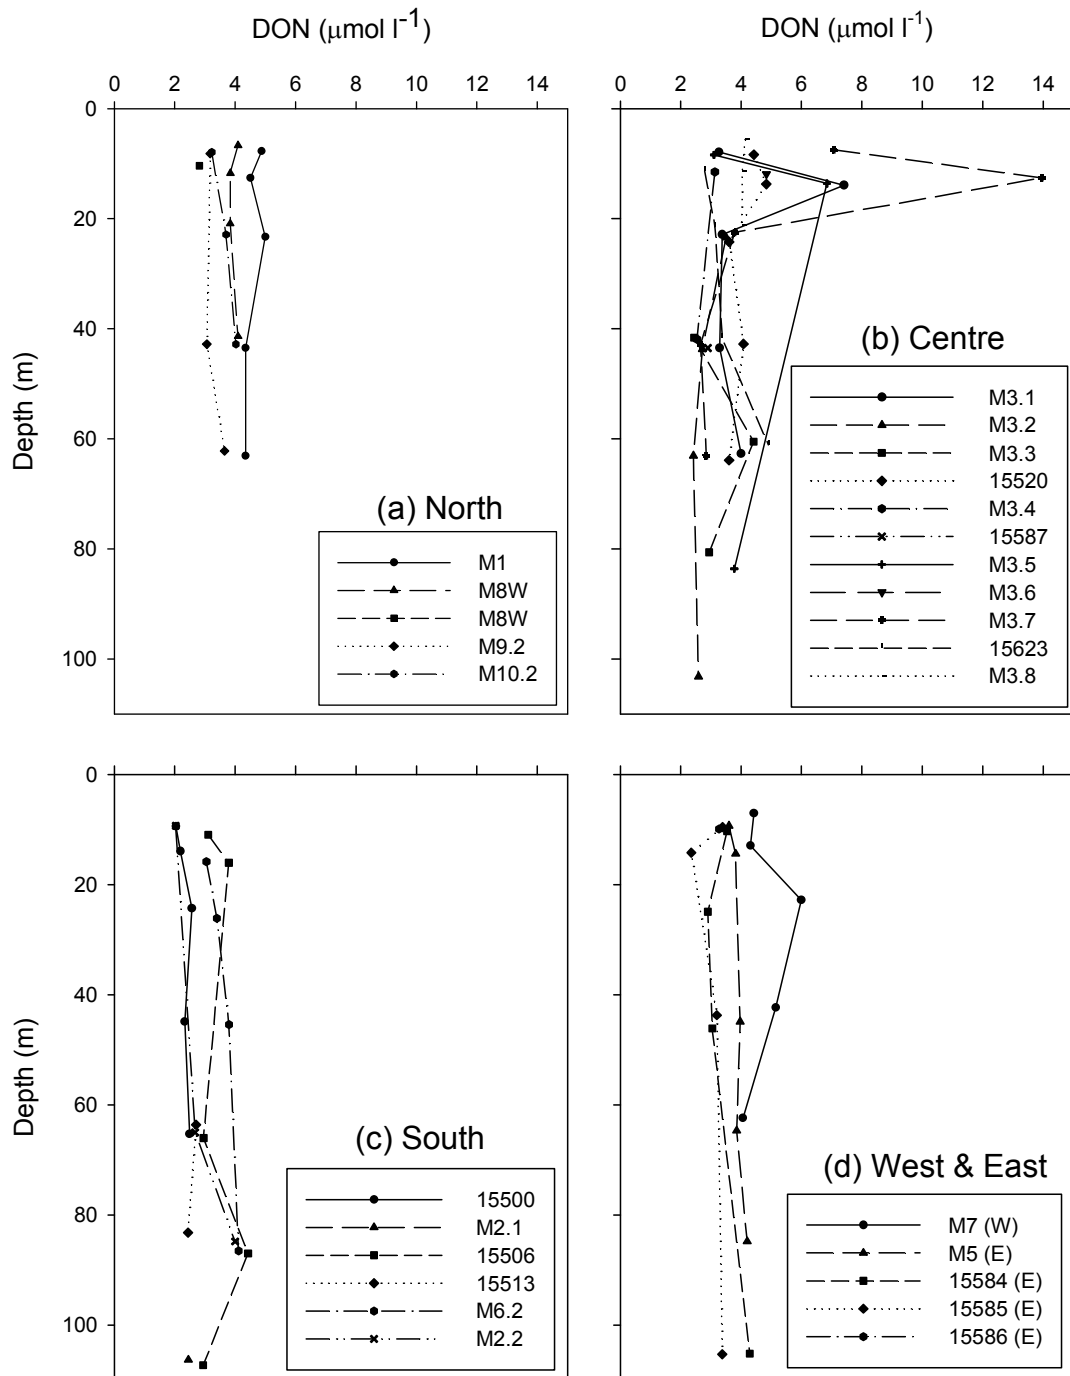 DON (μmol l⁻¹)
DON (μmol l⁻¹)
0 2 4 6 8 10 12 14
0 2 4 6 8 10 12 14
0
20
40
60
80
100
Depth (m)
(a) North
M1
M8W
M8W
M9.2
M10.2
(b) Centre
M3.1
M3.2
M3.3
15520
M3.4
15587
M3.5
M3.6
M3.7
15623
M3.8
0
20
40
60
80
100
Depth (m)
(c) South
15500
M2.1
15506
15513
M6.2
M2.2
(d) West & East
M7 (W)
M5 (E)
15584 (E)
15585 (E)
15586 (E)